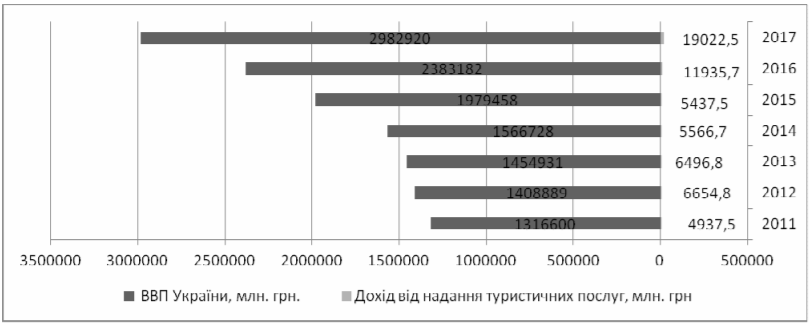 2982920 19022,5 2017
2383182 11935,7 2016
1979458 5437,5 2015
1566728 5566,7 2014
1454931 6496,8 2013
1408889 6654,8 2012
1316600 4937,5 2011
3500000 3000000 2500000 2000000 1500000 1000000 500000 0 500000
ВВП України, млн. грн. Дохід від надання туристичних послуг, млн. грн